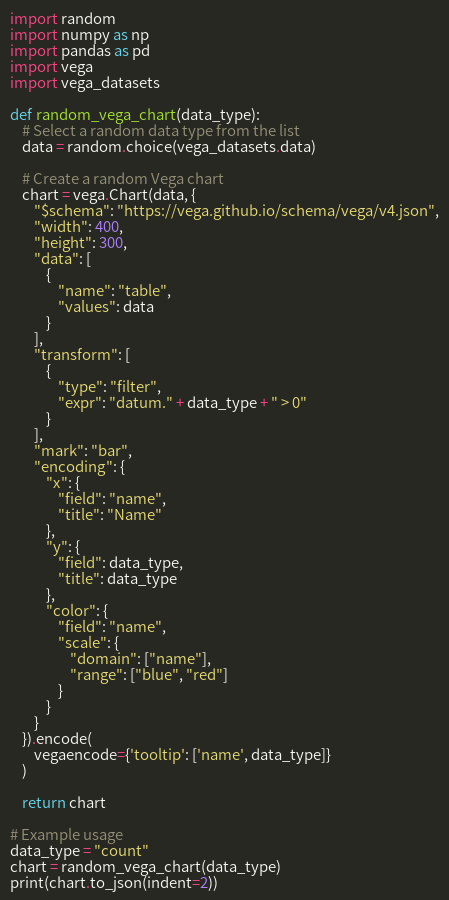 import random
import numpy as np
import pandas as pd
import vega
import vega_datasets

def random_vega_chart(data_type):
    # Select a random data type from the list
    data = random.choice(vega_datasets.data)

    # Create a random Vega chart
    chart = vega.Chart(data, {
        "$schema": "https://vega.github.io/schema/vega/v4.json",
        "width": 400,
        "height": 300,
        "data": [
            {
                "name": "table",
                "values": data
            }
        ],
        "transform": [
            {
                "type": "filter",
                "expr": "datum." + data_type + " > 0"
            }
        ],
        "mark": "bar",
        "encoding": {
            "x": {
                "field": "name",
                "title": "Name"
            },
            "y": {
                "field": data_type,
                "title": data_type
            },
            "color": {
                "field": "name",
                "scale": {
                    "domain": ["name"],
                    "range": ["blue", "red"]
                }
            }
        }
    }).encode(
        vegaencode={'tooltip': ['name', data_type]}
    )

    return chart

# Example usage
data_type = "count"
chart = random_vega_chart(data_type)
print(chart.to_json(indent=2))